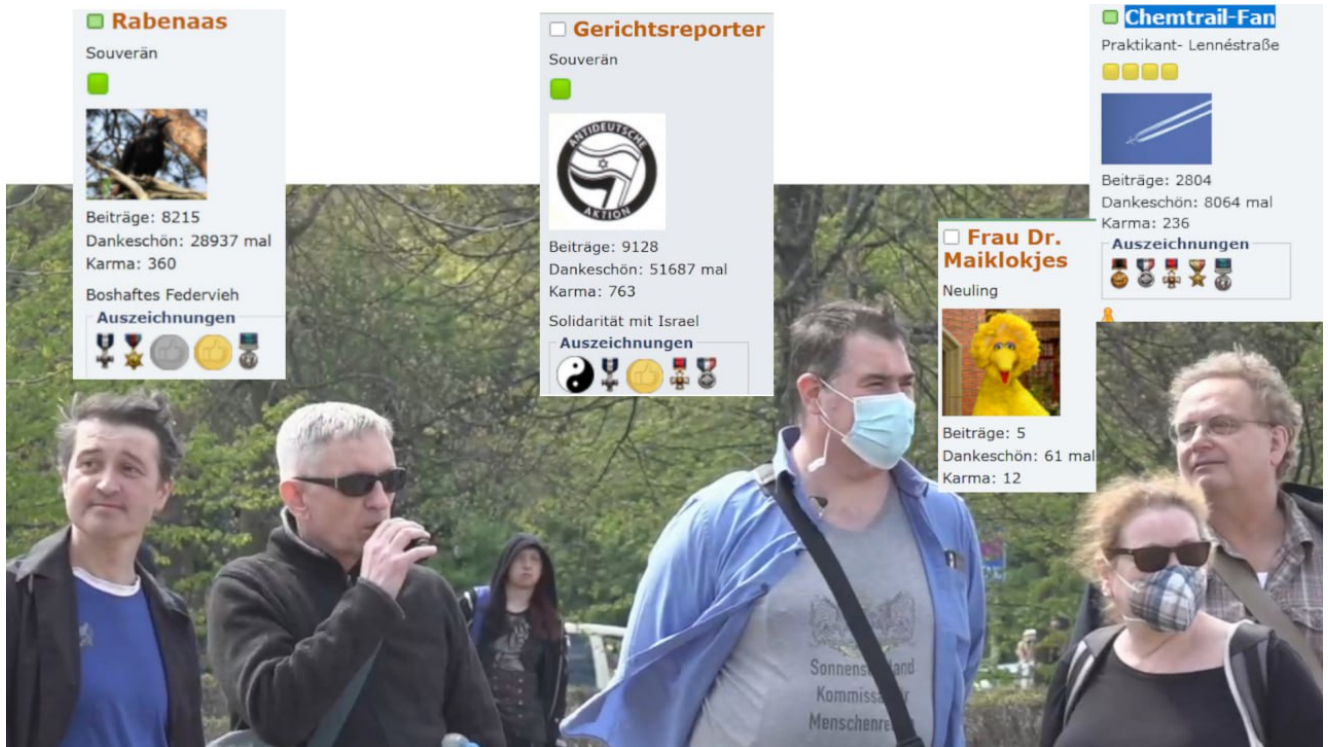 Rabenaas
Souverän
Beiträge: 8215
Dankeschön: 28937 mal
Karma: 360
Boshaftes Federvieh
Auszeichnungen
Gerichtsreporter
Souverän
ANTIDEUTSCHE
AKTION
Beiträge: 9128
Dankeschön: 51687 mal
Karma: 763
Solidarität mit Israel
Auszeichnungen
Frau Dr.
Maiklokjes
Neuling
Beiträge: 5
Dankeschön: 61 mal
Karma: 12
Chemtrail-Fan
Praktikant- Lennéstraße
Beiträge: 2804
Dankeschön: 8064 mal
Karma: 236
Auszeichnungen